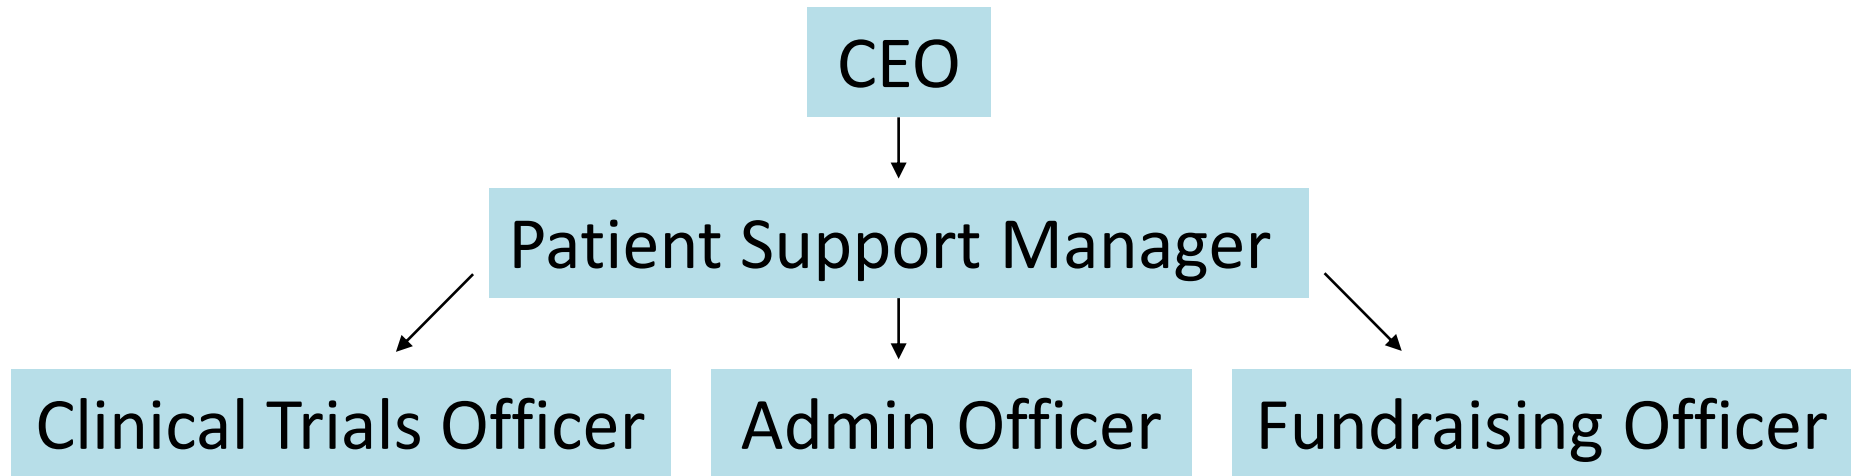 CEO
Patient Support Manager
Clinical Trials Officer
Admin Officer
Fundraising Officer